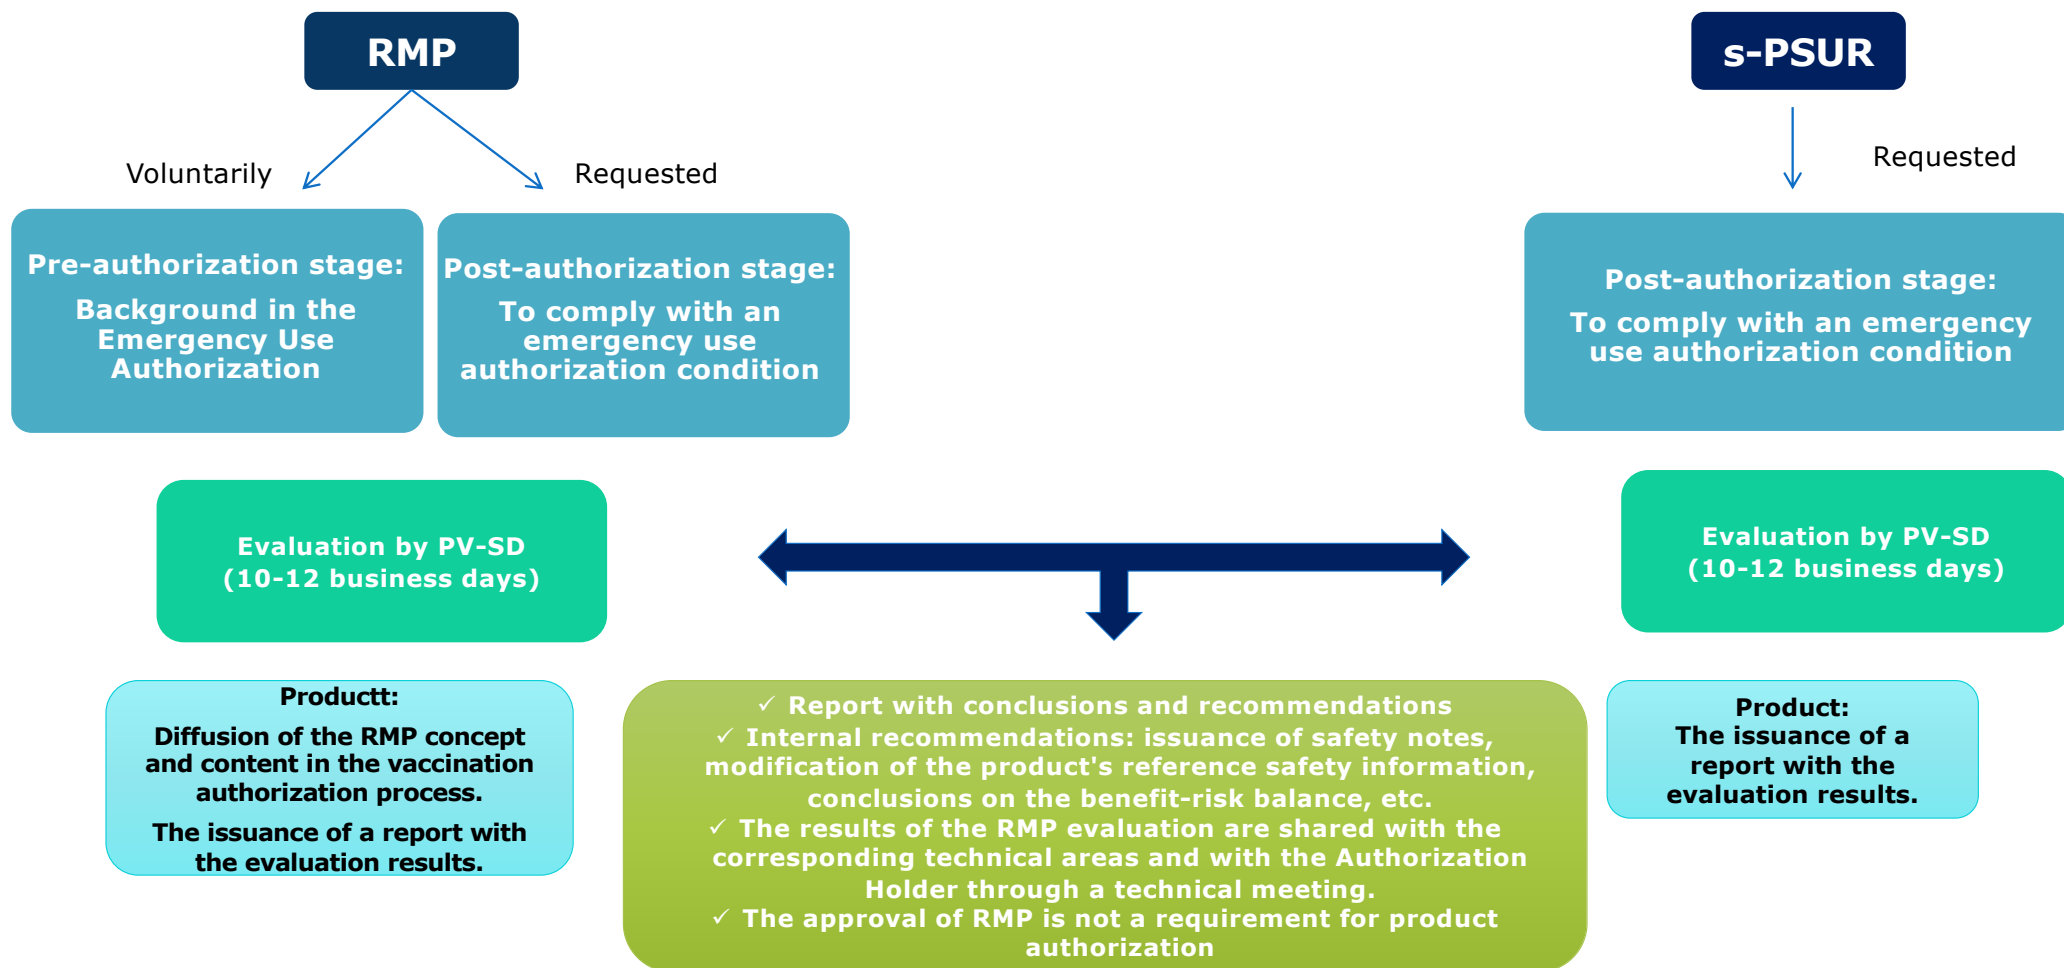 RMP
s-PSUR
Voluntarily
Requested
Requested
Pre-authorization stage:
Background in the
Emergency Use
Authorization
Post-authorization stage:
To comply with an
emergency use
authorization condition
Post-authorization stage:
To comply with an emergency
use authorization condition
Evaluation by PV-SD
(10-12 business days)
Evaluation by PV-SD
(10-12 business days)
Productt:
Diffusion of the RMP concept
and content in the vaccination
authorization process.
The issuance of a report with
the evaluation results.
✓ Report with conclusions and recommendations
✓ Internal recommendations: issuance of safety notes,
modification of the product's reference safety information,
conclusions on the benefit-risk balance, etc.
✓ The results of the RMP evaluation are shared with the
corresponding technical areas and with the Authorization
Holder through a technical meeting.
✓ The approval of RMP is not a requirement for product
authorization
Product:
The issuance of a
report with the
evaluation results.